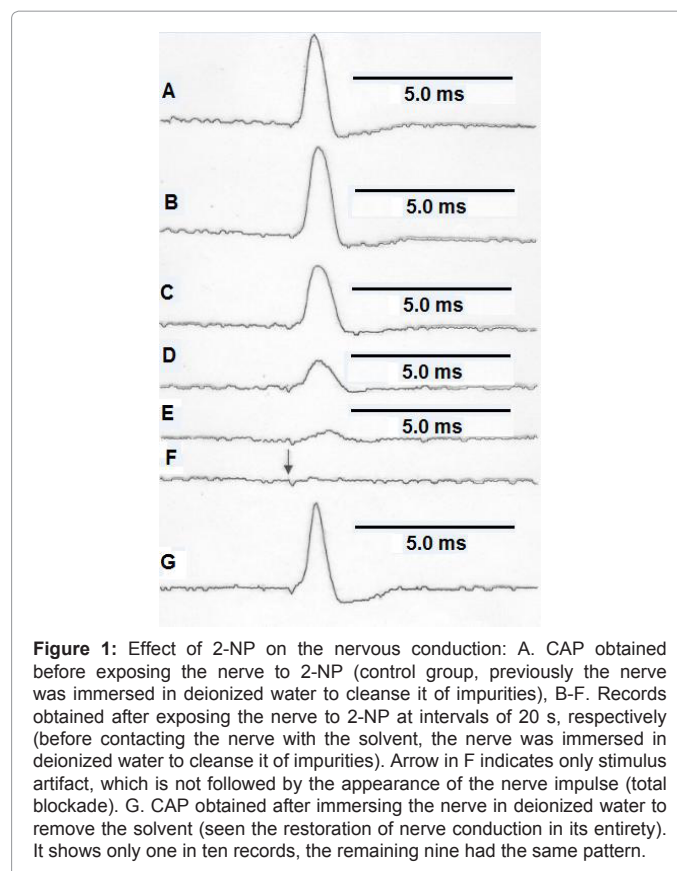 A
5.0 ms
B
5.0 ms
C
5.0 ms
D
5.0 ms
E
5.0 ms
F
5.0 ms
G
Figure 1: Effect of 2-NP on the nervous conduction: A. CAP obtained
before exposing the nerve to 2-NP (control group, previously the nerve
was immersed in deionized water to cleanse it of impurities), B-F. Records
obtained after exposing the nerve to 2-NP at intervals of 20 s, respectively
(before contacting the nerve with the solvent, the nerve was immersed in
deionized water to cleanse it of impurities). Arrow in F indicates only stimulus
artifact, which is not followed by the appearance of the nerve impulse (total
blockade). G. CAP obtained after immersing the nerve in deionized water to
remove the solvent (seen the restoration of nerve conduction in its entirety).
It shows only one in ten records, the remaining nine had the same pattern.